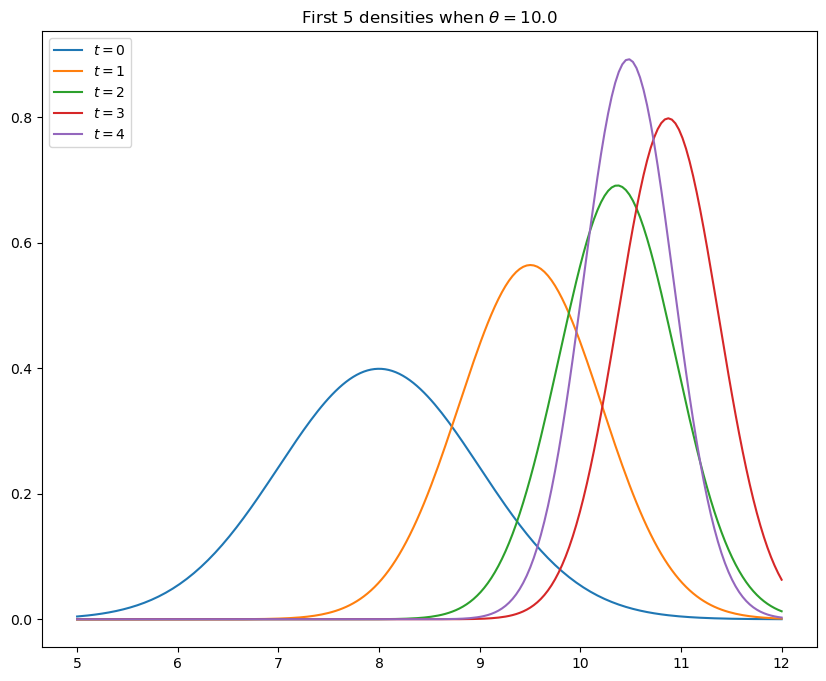 First 5 densities when θ = 10.0
t = 0
t = 1
t = 2
t = 3
t = 4
0.8
0.6
0.4
0.2
0.0
5 6 7 8 9 10 11 12